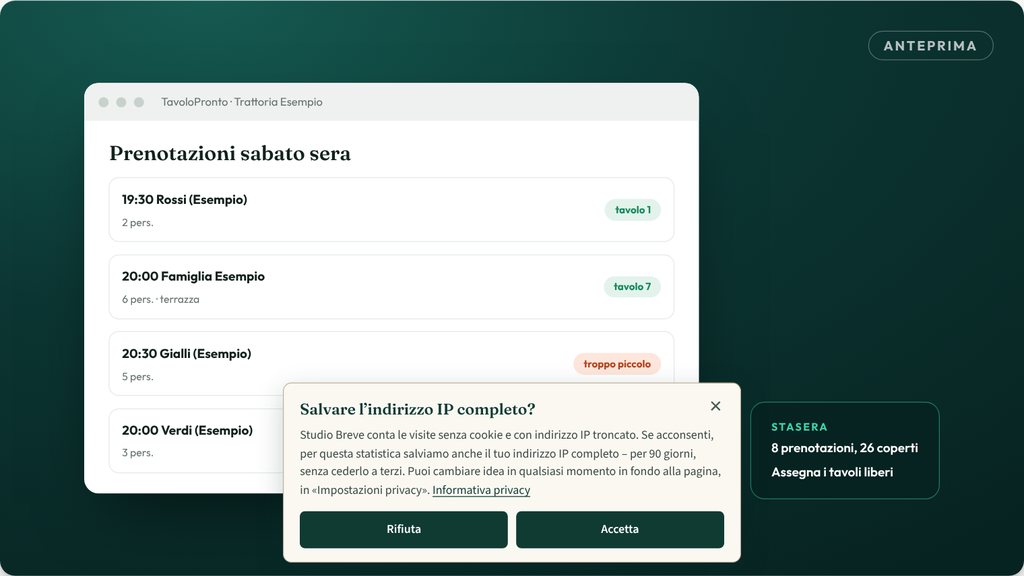 ANTEPRIMA
TavoloPronto · Trattoria Esempio
Prenotazioni sabato sera
19:30 Rossi (Esempio)
2 pers.
tavolo 1
20:00 Famiglia Esempio
6 pers. · terrazza
tavolo 7
20:30 Gialli (Esempio)
5 pers.
troppo piccolo
20:00 Verdi (Esempio)
3 pers.
Salvare l’indirizzo IP completo?
Studio Breve conta le visite senza cookie e con indirizzo IP troncato. Se acconsenti,
per questa statistica salviamo anche il tuo indirizzo IP completo – per 90 giorni,
senza cederlo a terzi. Puoi cambiare idea in qualsiasi momento in fondo alla pagina,
in «Impostazioni privacy». Informativa privacy
Rifiuta
Accetta
STASERA
8 prenotazioni, 26 coperti
Assegna i tavoli liberi